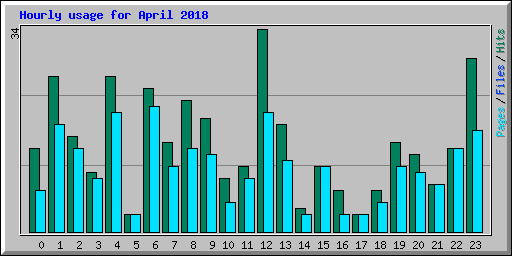 Hourly usage for April 2018
34
Pages / Files / Hits
0 1 2 3 4 5 6 7 8 9 10 11 12 13 14 15 16 17 18 19 20 21 22 23